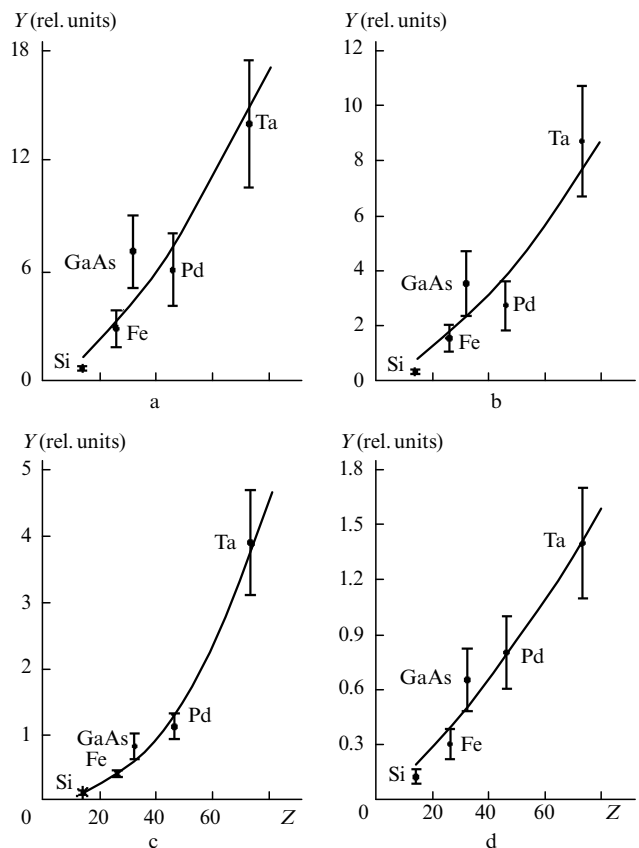 Y (rel. units)
18
12
6
0
Ta
GaAs
Pd
Fe
Si
a
Y (rel. units)
12
10
8
6
4
2
0
Ta
GaAs
Pd
Fe
Si
b
Y (rel. units)
5
4
3
2
1
0
Ta
Pd
GaAs
Fe
Si
20 40 60 Z
c
Y (rel. units)
1.8
1.5
1.2
0.9
0.6
0.3
0
Ta
Pd
GaAs
Fe
Si
20 40 60 Z
d